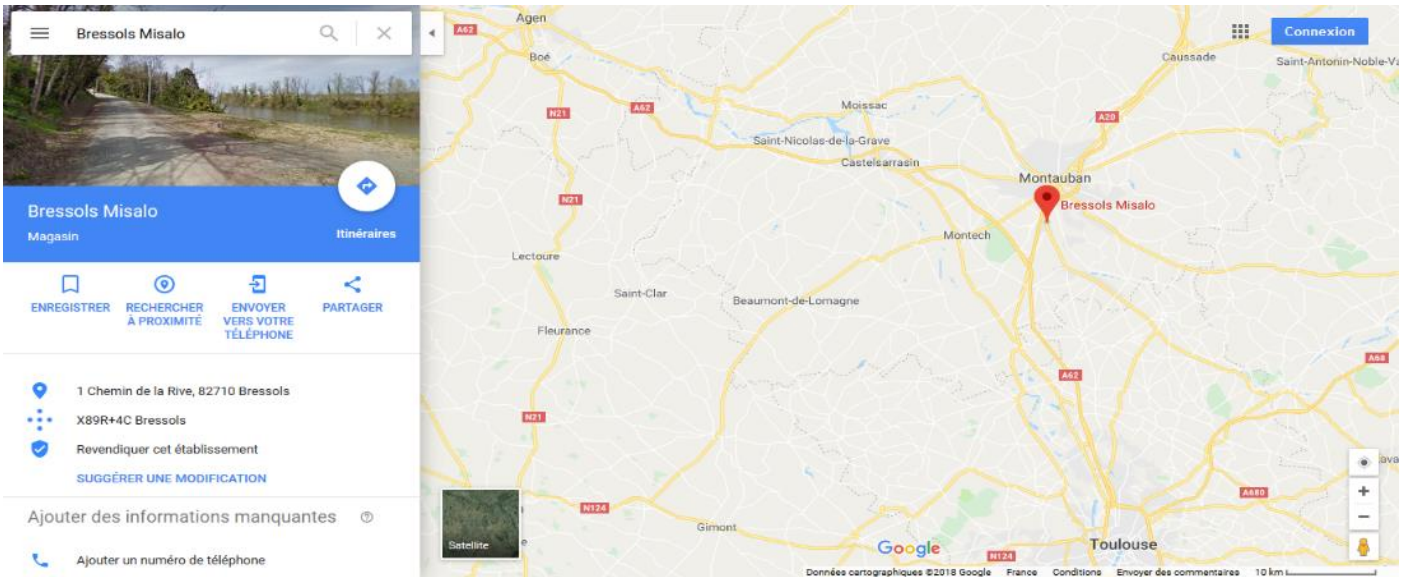 Bressols Misalo
Bressols Misalo
Magasin
Itinéraires
ENREGISTRER
RECHERCHER
À PROXIMITÉ
ENVOYER
VERS VOTRE
TÉLÉPHONE
PARTAGER
1 Chemin de la Rive, 82710 Bressols
X89R+4C Bressols
Revendiquer cet établissement
SUGGÉRER UNE MODIFICATION
Ajouter des informations manquantes
Ajouter un numéro de téléphone
Agen
A62
Connexion
Boé
Caussade
Saint-Antonin-Noble-Va
A62
Moissac
N21
A20
Saint-Nicolas-de-la-Grave
Castelsarrasin
Montauban
N21
Bressols Misalo
Montech
Lectoure
Saint-Clar
Beaumont-de-Lomagne
Fleurance
A68
A62
N21
ava
A680
N124
Gimont
Satellite
Google
N124
Toulouse
Données cartographiques ©2018 Google France Conditions Envoyer des commentaires 10 km